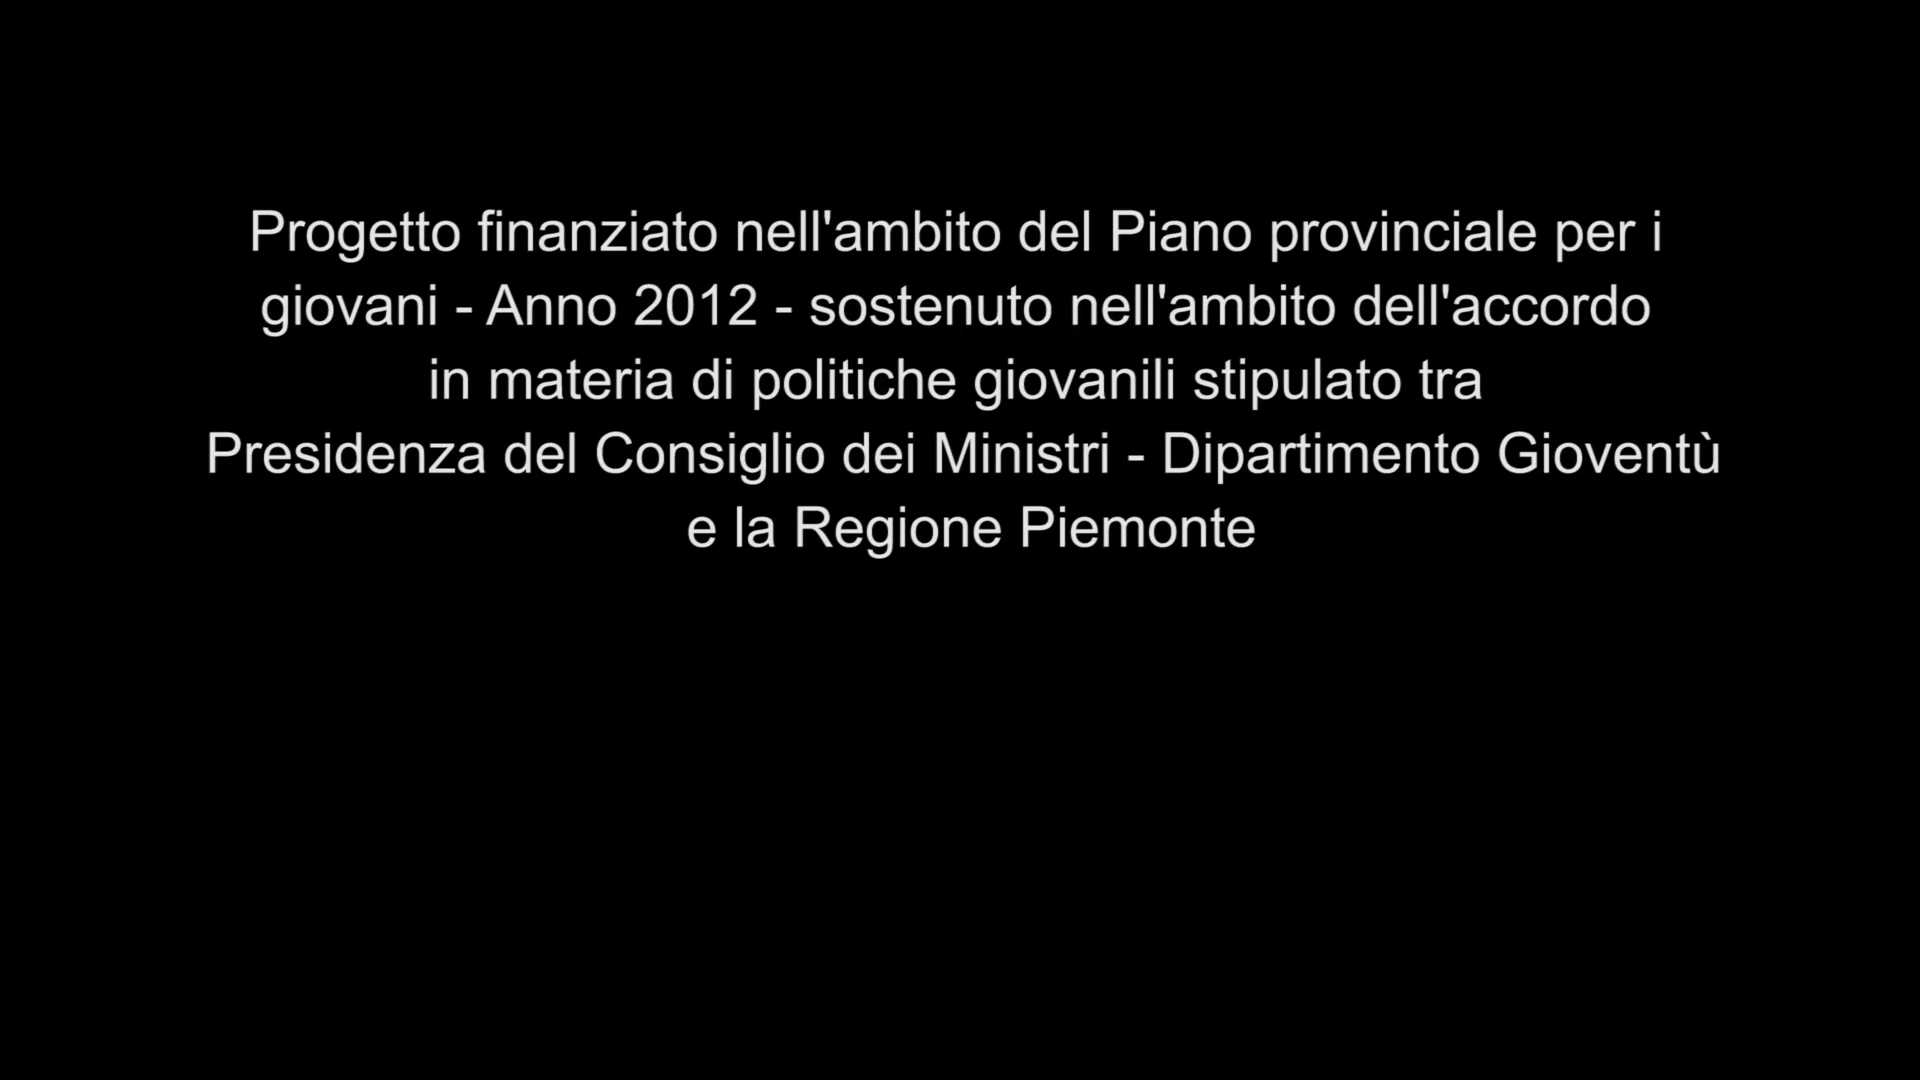 Progetto finanziato nell'ambito del Piano provinciale per i
giovani - Anno 2012 - sostenuto nell'ambito dell'accordo
in materia di politiche giovanili stipulato tra
Presidenza del Consiglio dei Ministri - Dipartimento Gioventù
e la Regione Piemonte